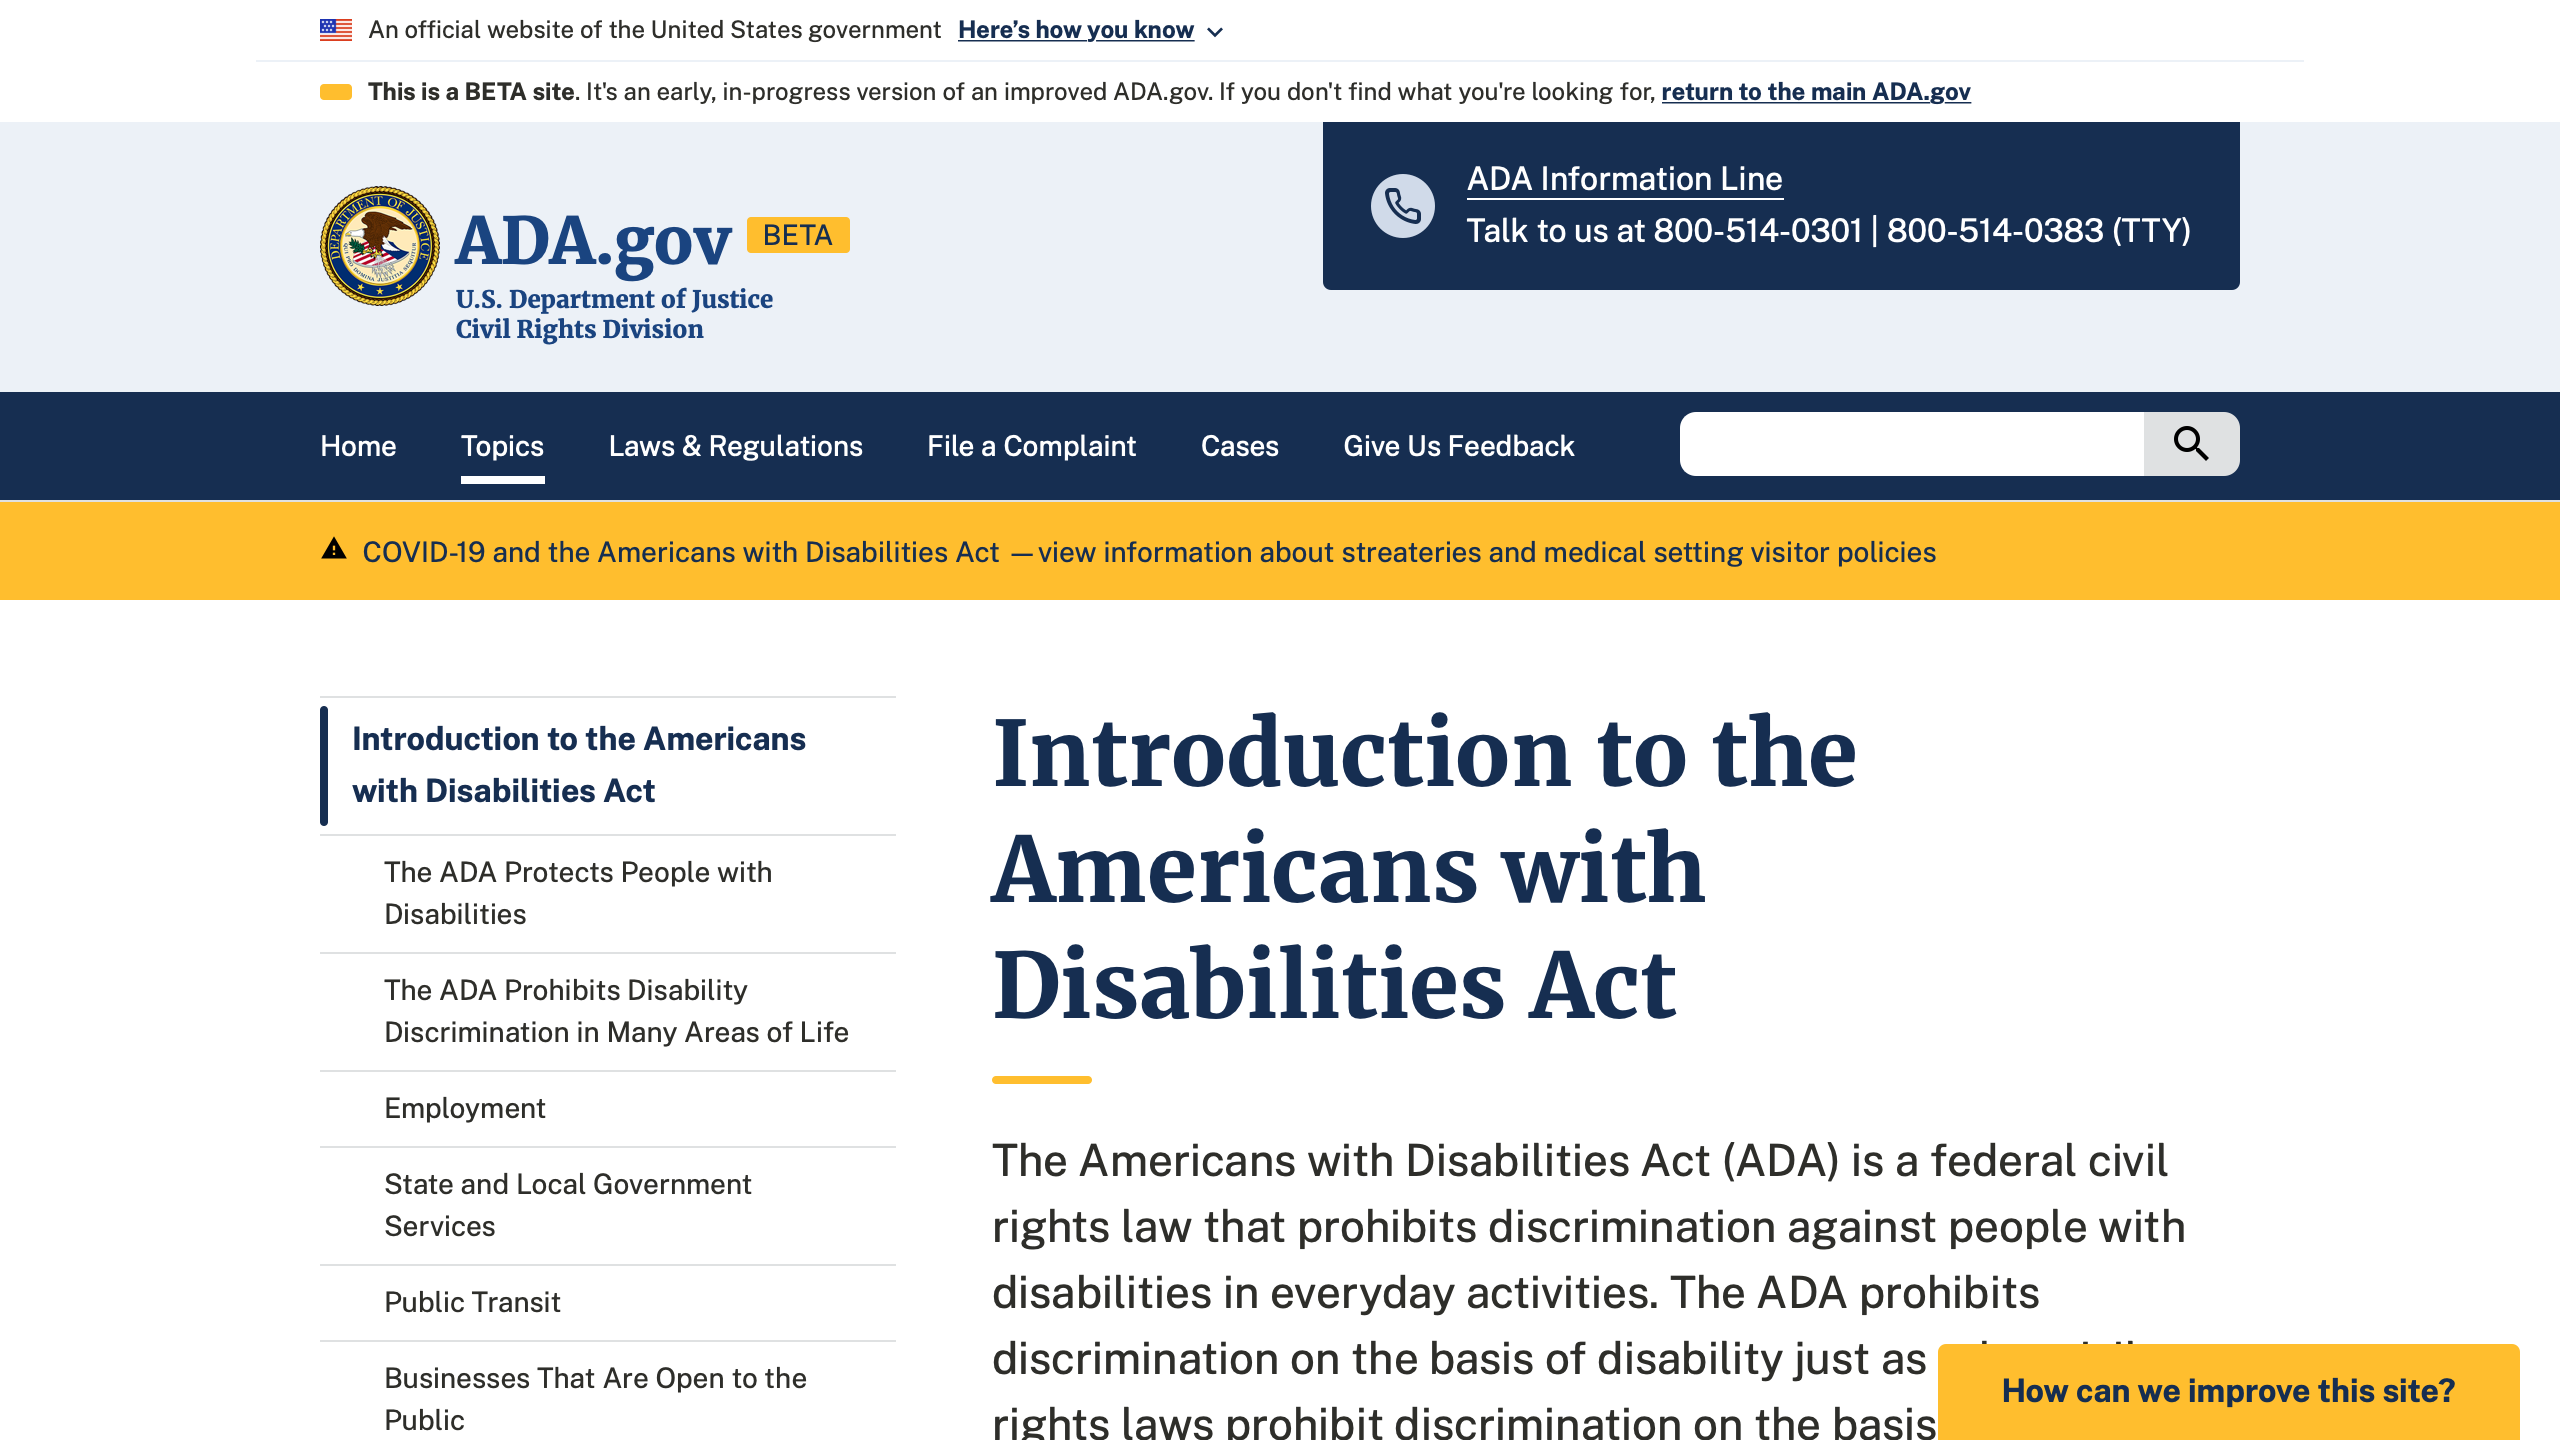 An official website of the United States government Here’s how you know
This is a BETA site. It's an early, in-progress version of an improved ADA.gov. If you don't find what you're looking for, return to the main ADA.gov
ADA.gov BETA
U.S. Department of Justice
Civil Rights Division
ADA Information Line
Talk to us at 800-514-0301 | 800-514-0383 (TTY)
Home Topics Laws & Regulations File a Complaint Cases Give Us Feedback
COVID-19 and the Americans with Disabilities Act — view information about streateries and medical setting visitor policies
Introduction to the Americans
with Disabilities Act
The ADA Protects People with
Disabilities
The ADA Prohibits Disability
Discrimination in Many Areas of Life
Employment
State and Local Government
Services
Public Transit
Businesses That Are Open to the
Public
Introduction to the
Americans with
Disabilities Act
The Americans with Disabilities Act (ADA) is a federal civil
rights law that prohibits discrimination against people with
disabilities in everyday activities. The ADA prohibits
discrimination on the basis of disability just as
rights laws prohibit discrimination on the basis
How can we improve this site?